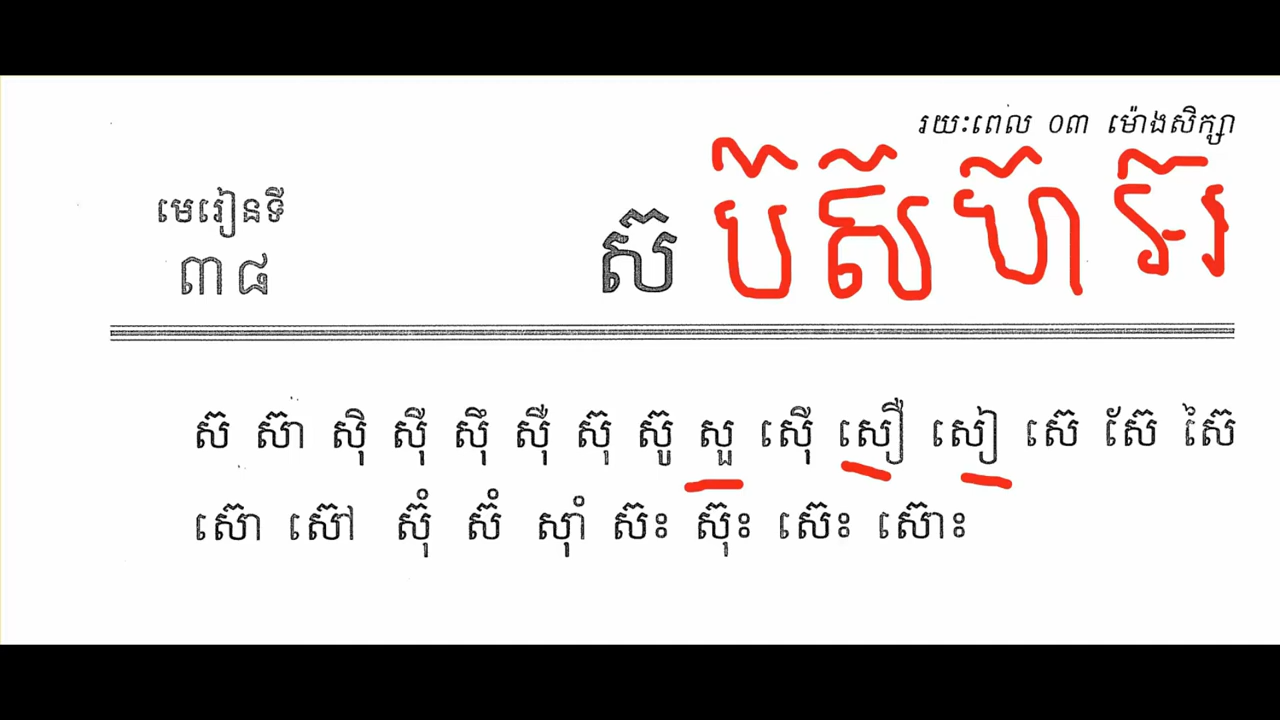 រយៈពេល ០៣ ម៉ោងសិក្សា
មេរៀនទី
៣៨
ស៊ ប៊ ស៊ ហ៊ អ៊
ស៊ ស៊ា ស៊ិ ស៊ី ស៊ឹ ស៊ឺ ស៊ុ ស៊ូ សួ ស៊ើ សឿ សៀ ស៊េ ស៊ែ ស៊ៃ
ស៊ោ ស៊ៅ ស៊ុំ ស៊ំ ស៊ាំ ស៊ះ ស៊ុះ ស៊េះ ស៊ោះ